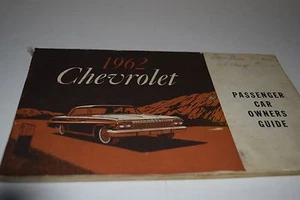 1962
Chevrolet
PASSENGER
CAR
OWNERS
GUIDE